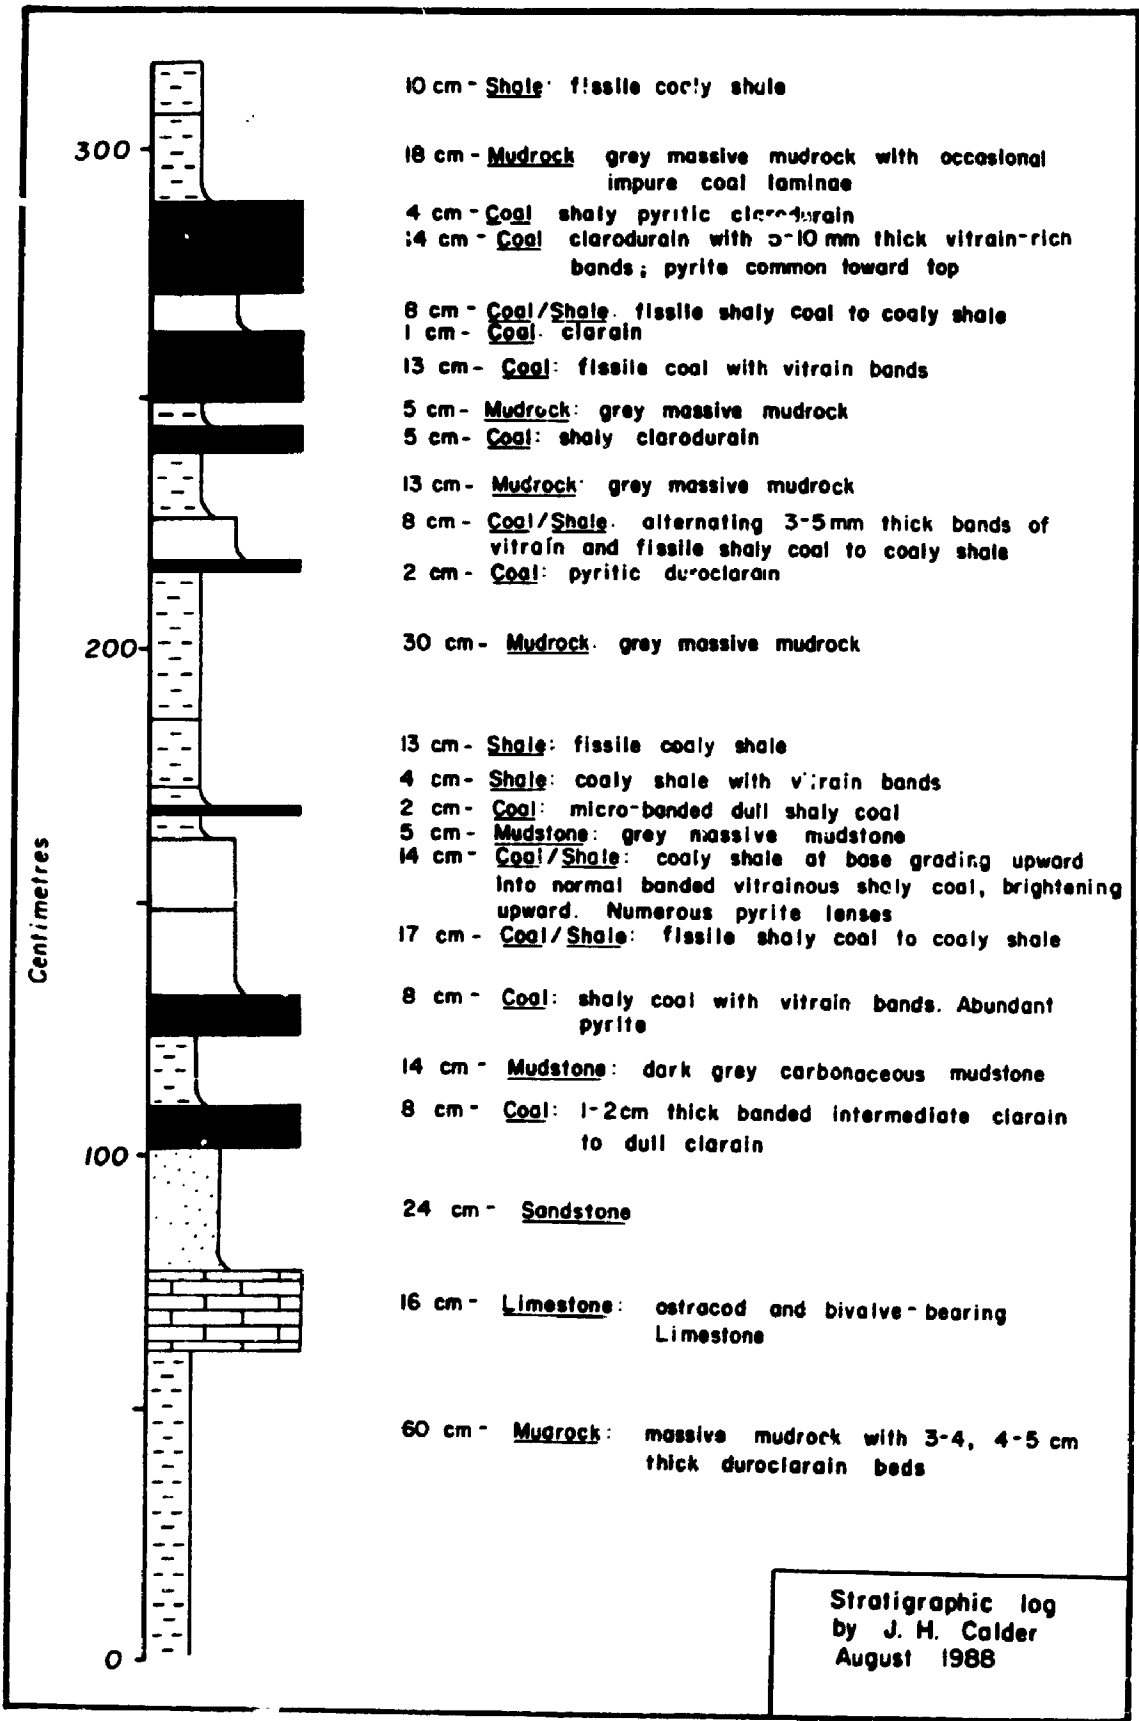 10 cm - Shale: fissile coaly shale
300
18 cm - Mudrock grey massive mudrock with occasional
impure coal laminae
4 cm - Coal shaly pyritic clarodurain
14 cm - Coal clarodurain with 5-10 mm thick vitrain-rich
bands; pyrite common toward top
8 cm - Coal/Shale. fissile shaly coal to coaly shale
1 cm - Coal. clarain
13 cm - Coal: fissile coal with vitrain bands
5 cm - Mudrock: grey massive mudrock
5 cm - Coal: shaly clarodurain
13 cm - Mudrock: grey massive mudrock
8 cm - Coal/Shale. alternating 3-5mm thick bands of
vitrain and fissile shaly coal to coaly shale
2 cm - Coal: pyritic duroclarain
200
30 cm - Mudrock. grey massive mudrock
13 cm - Shale: fissile coaly shale
4 cm - Shale: coaly shale with vitrain bands
2 cm - Coal: micro-banded dull shaly coal
5 cm - Mudstone: grey massive mudstone
14 cm - Coal/Shale: coaly shale at base grading upward
into normal banded vitrainous shaly coal, brightening
upward. Numerous pyrite lenses
Centimetres
17 cm - Coal/Shale: fissile shaly coal to coaly shale
8 cm - Coal: shaly coal with vitrain bands. Abundant
pyrite
14 cm - Mudstone: dark grey carbonaceous mudstone
8 cm - Coal: 1-2cm thick banded intermediate clarain
to dull clarain
100
24 cm - Sandstone
16 cm - Limestone: ostracod and bivalve-bearing
Limestone
60 cm - Mudrock: massive mudrock with 3-4, 4-5 cm
thick duroclarain beds
0
Stratigraphic log
by J. H. Calder
August 1988